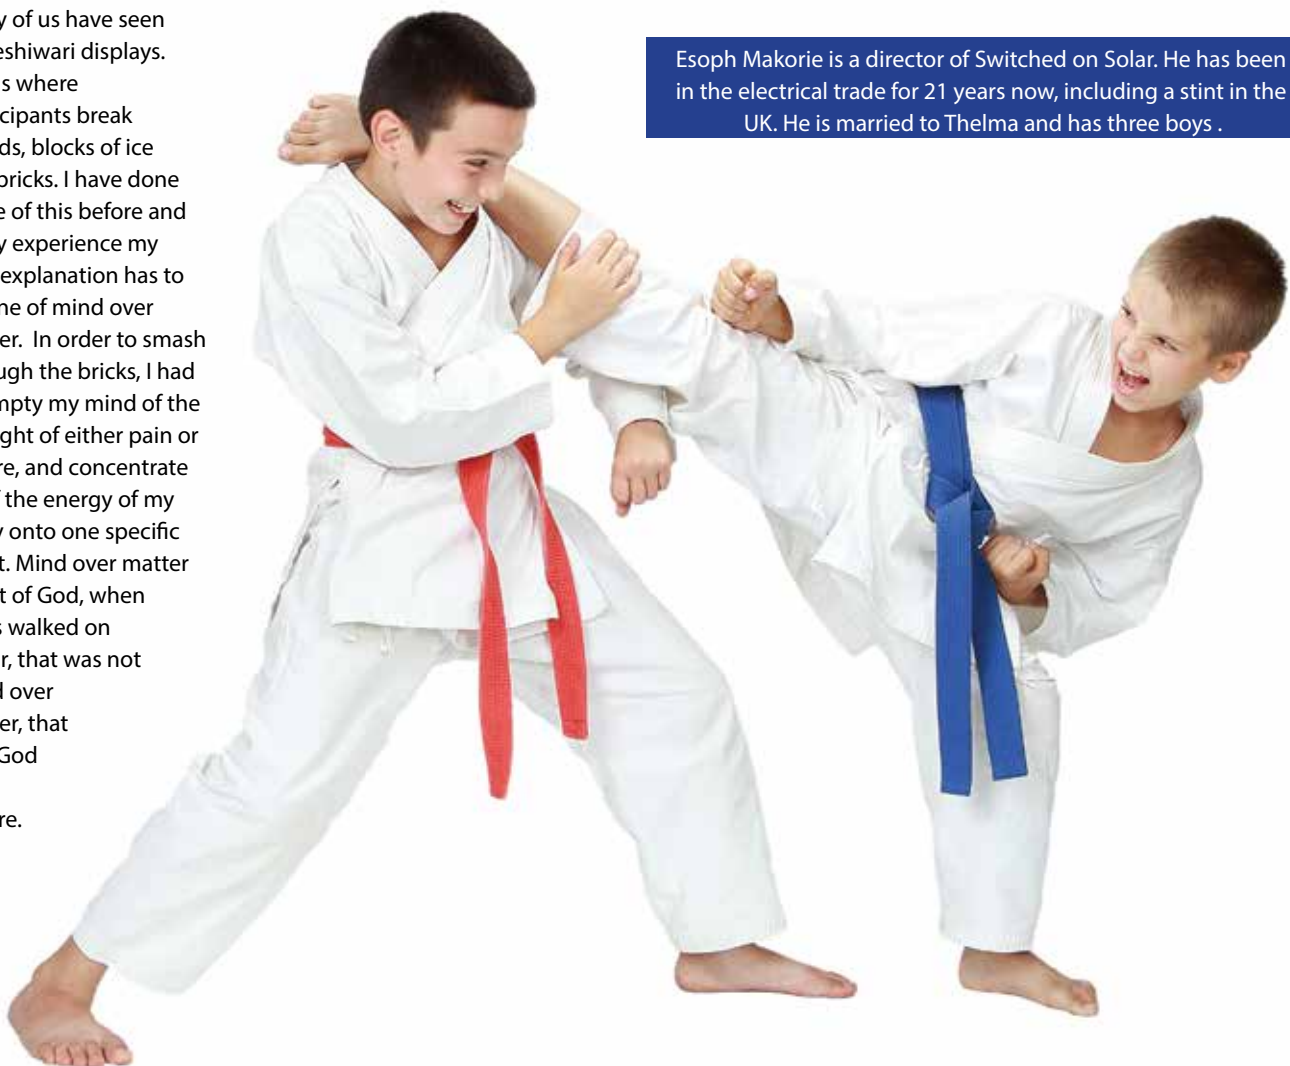 y of us have seen
eshiwari displays.
s where
cipants break
ds, blocks of ice
bricks. I have done
e of this before and
y experience my
explanation has to
ne of mind over
er. In order to smash
ugh the bricks, I had
mpty my mind of the
ght of either pain or
re, and concentrate
f the energy of my
y onto one specific
t. Mind over matter
t of God, when
s walked on
r, that was not
d over
er, that
God
re.
Esoph Makorie is a director of Switched on Solar. He has been
in the electrical trade for 21 years now, including a stint in the
UK. He is married to Thelma and has three boys .